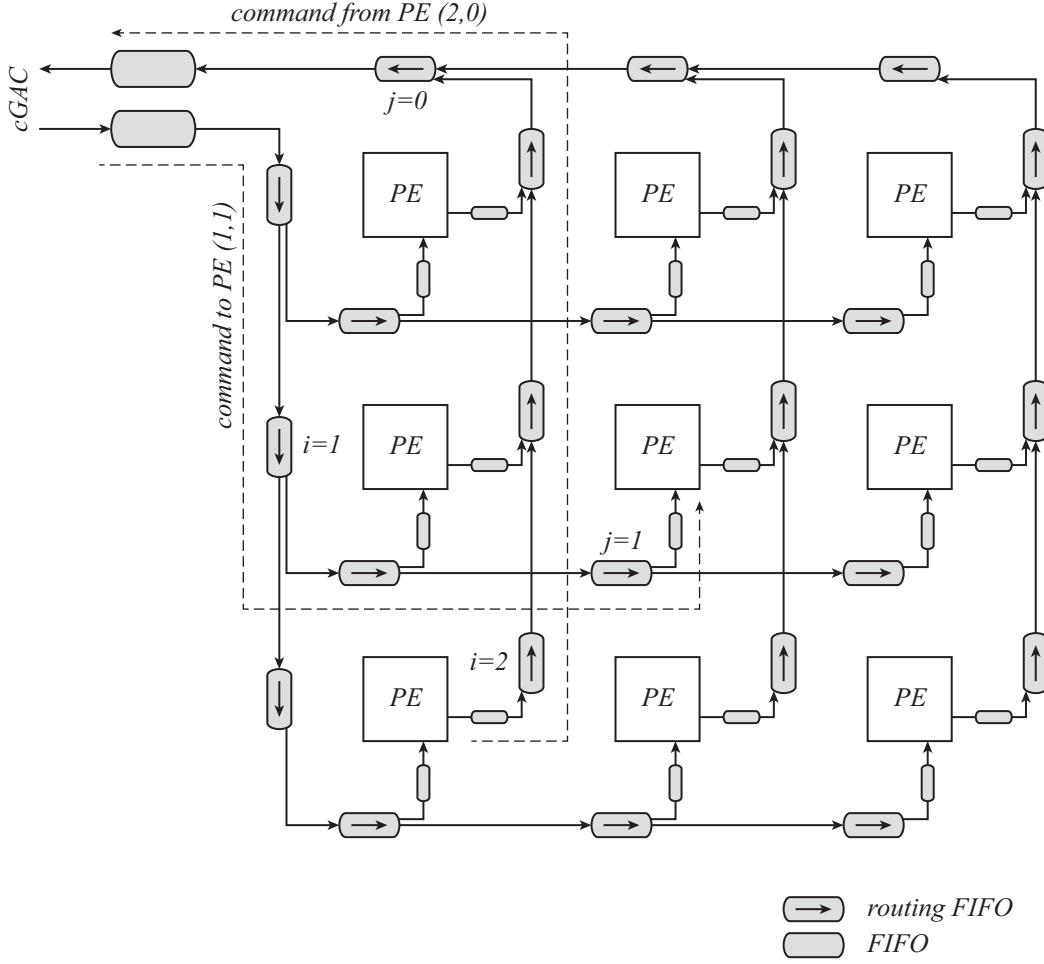 command from PE (2,0)
cGAC
j=0
PE
PE
PE
command to PE (1,1)
i=1
PE
PE
PE
j=1
i=2
PE
PE
PE
routing FIFO
FIFO